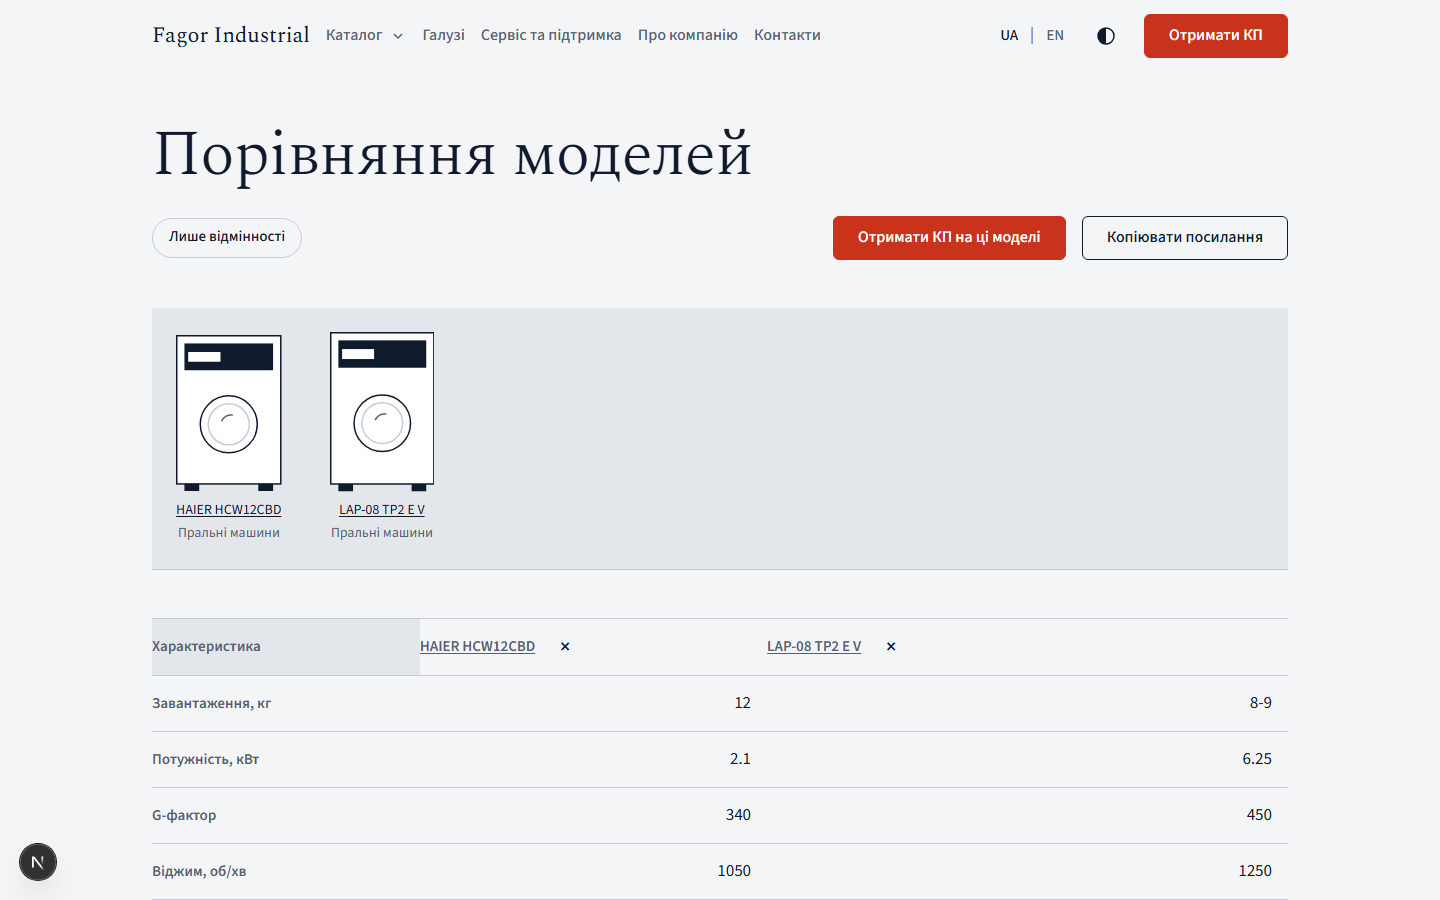 Fagor Industrial Каталог Галузі Сервіс та підтримка Про компанію Контакти UA | EN Отримати КП
Порівняння моделей
Лише відмінності Отримати КП на ці моделі Копіювати посилання
HAIER HCW12CBD LAP-08 TP2 E V
Пральні машини Пральні машини
Характеристика HAIER HCW12CBD × LAP-08 TP2 E V ×
Завантаження, кг 12 8-9
Потужність, кВт 2.1 6.25
G-фактор 340 450
Віджим, об/хв 1050 1250
N